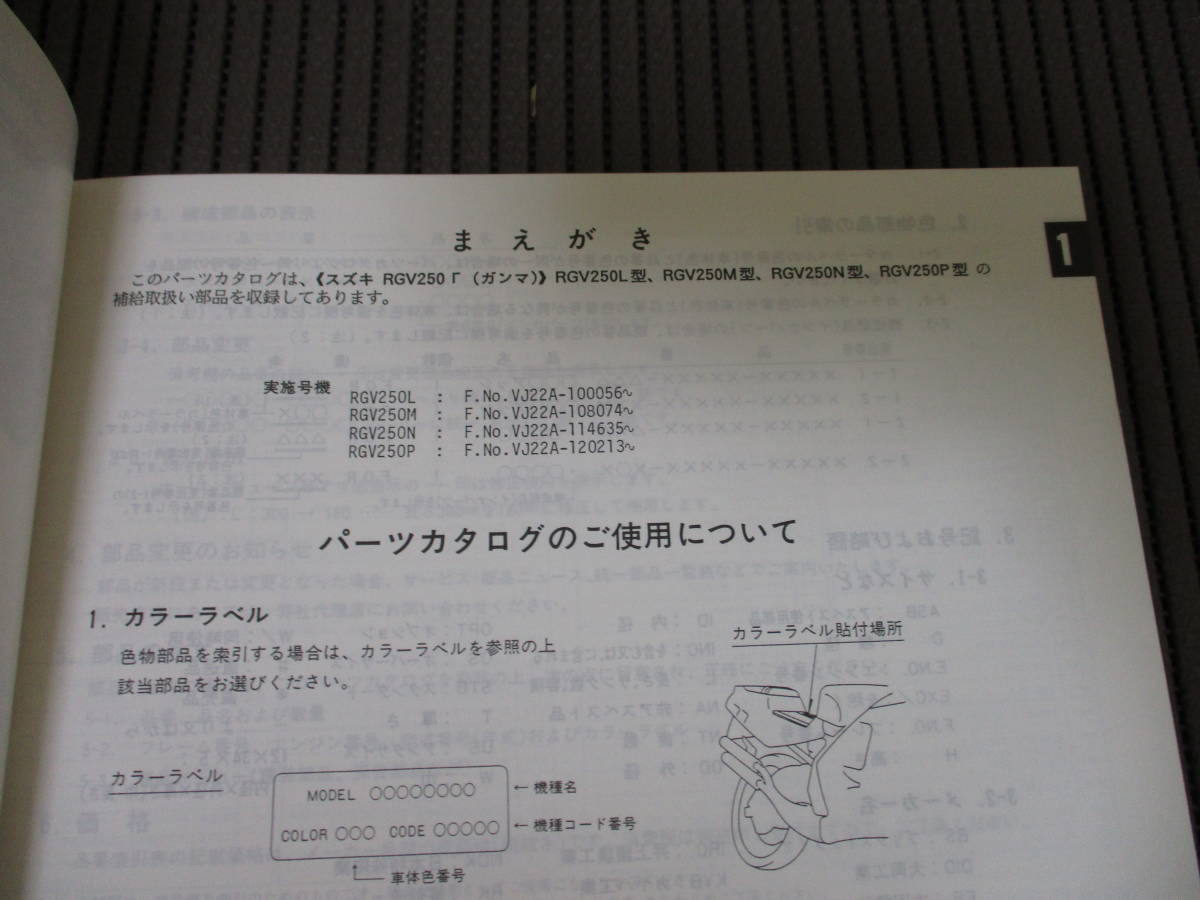 まえがき
1
このパーツカタログは、《スズキ RGV250Γ（ガンマ）》RGV250L型、RGV250M型、RGV250N型、RGV250P型 の
補給取扱い部品を収録してあります。
実施号機
RGV250L : F.No.VJ22A-100056~
RGV250M : F.No.VJ22A-108074~
RGV250N : F.No.VJ22A-114635~
RGV250P : F.No.VJ22A-120213~
パーツカタログのご使用について
1. カラーラベル
色物部品を索引する場合は、カラーラベルを参照の上
該当部品をお選びください。
カラーラベル貼付場所
カラーラベル
MODEL ○○○○○○○○ ←機種名
COLOR ○○○ CODE ○○○○○ ←機種コード番号
車体色番号